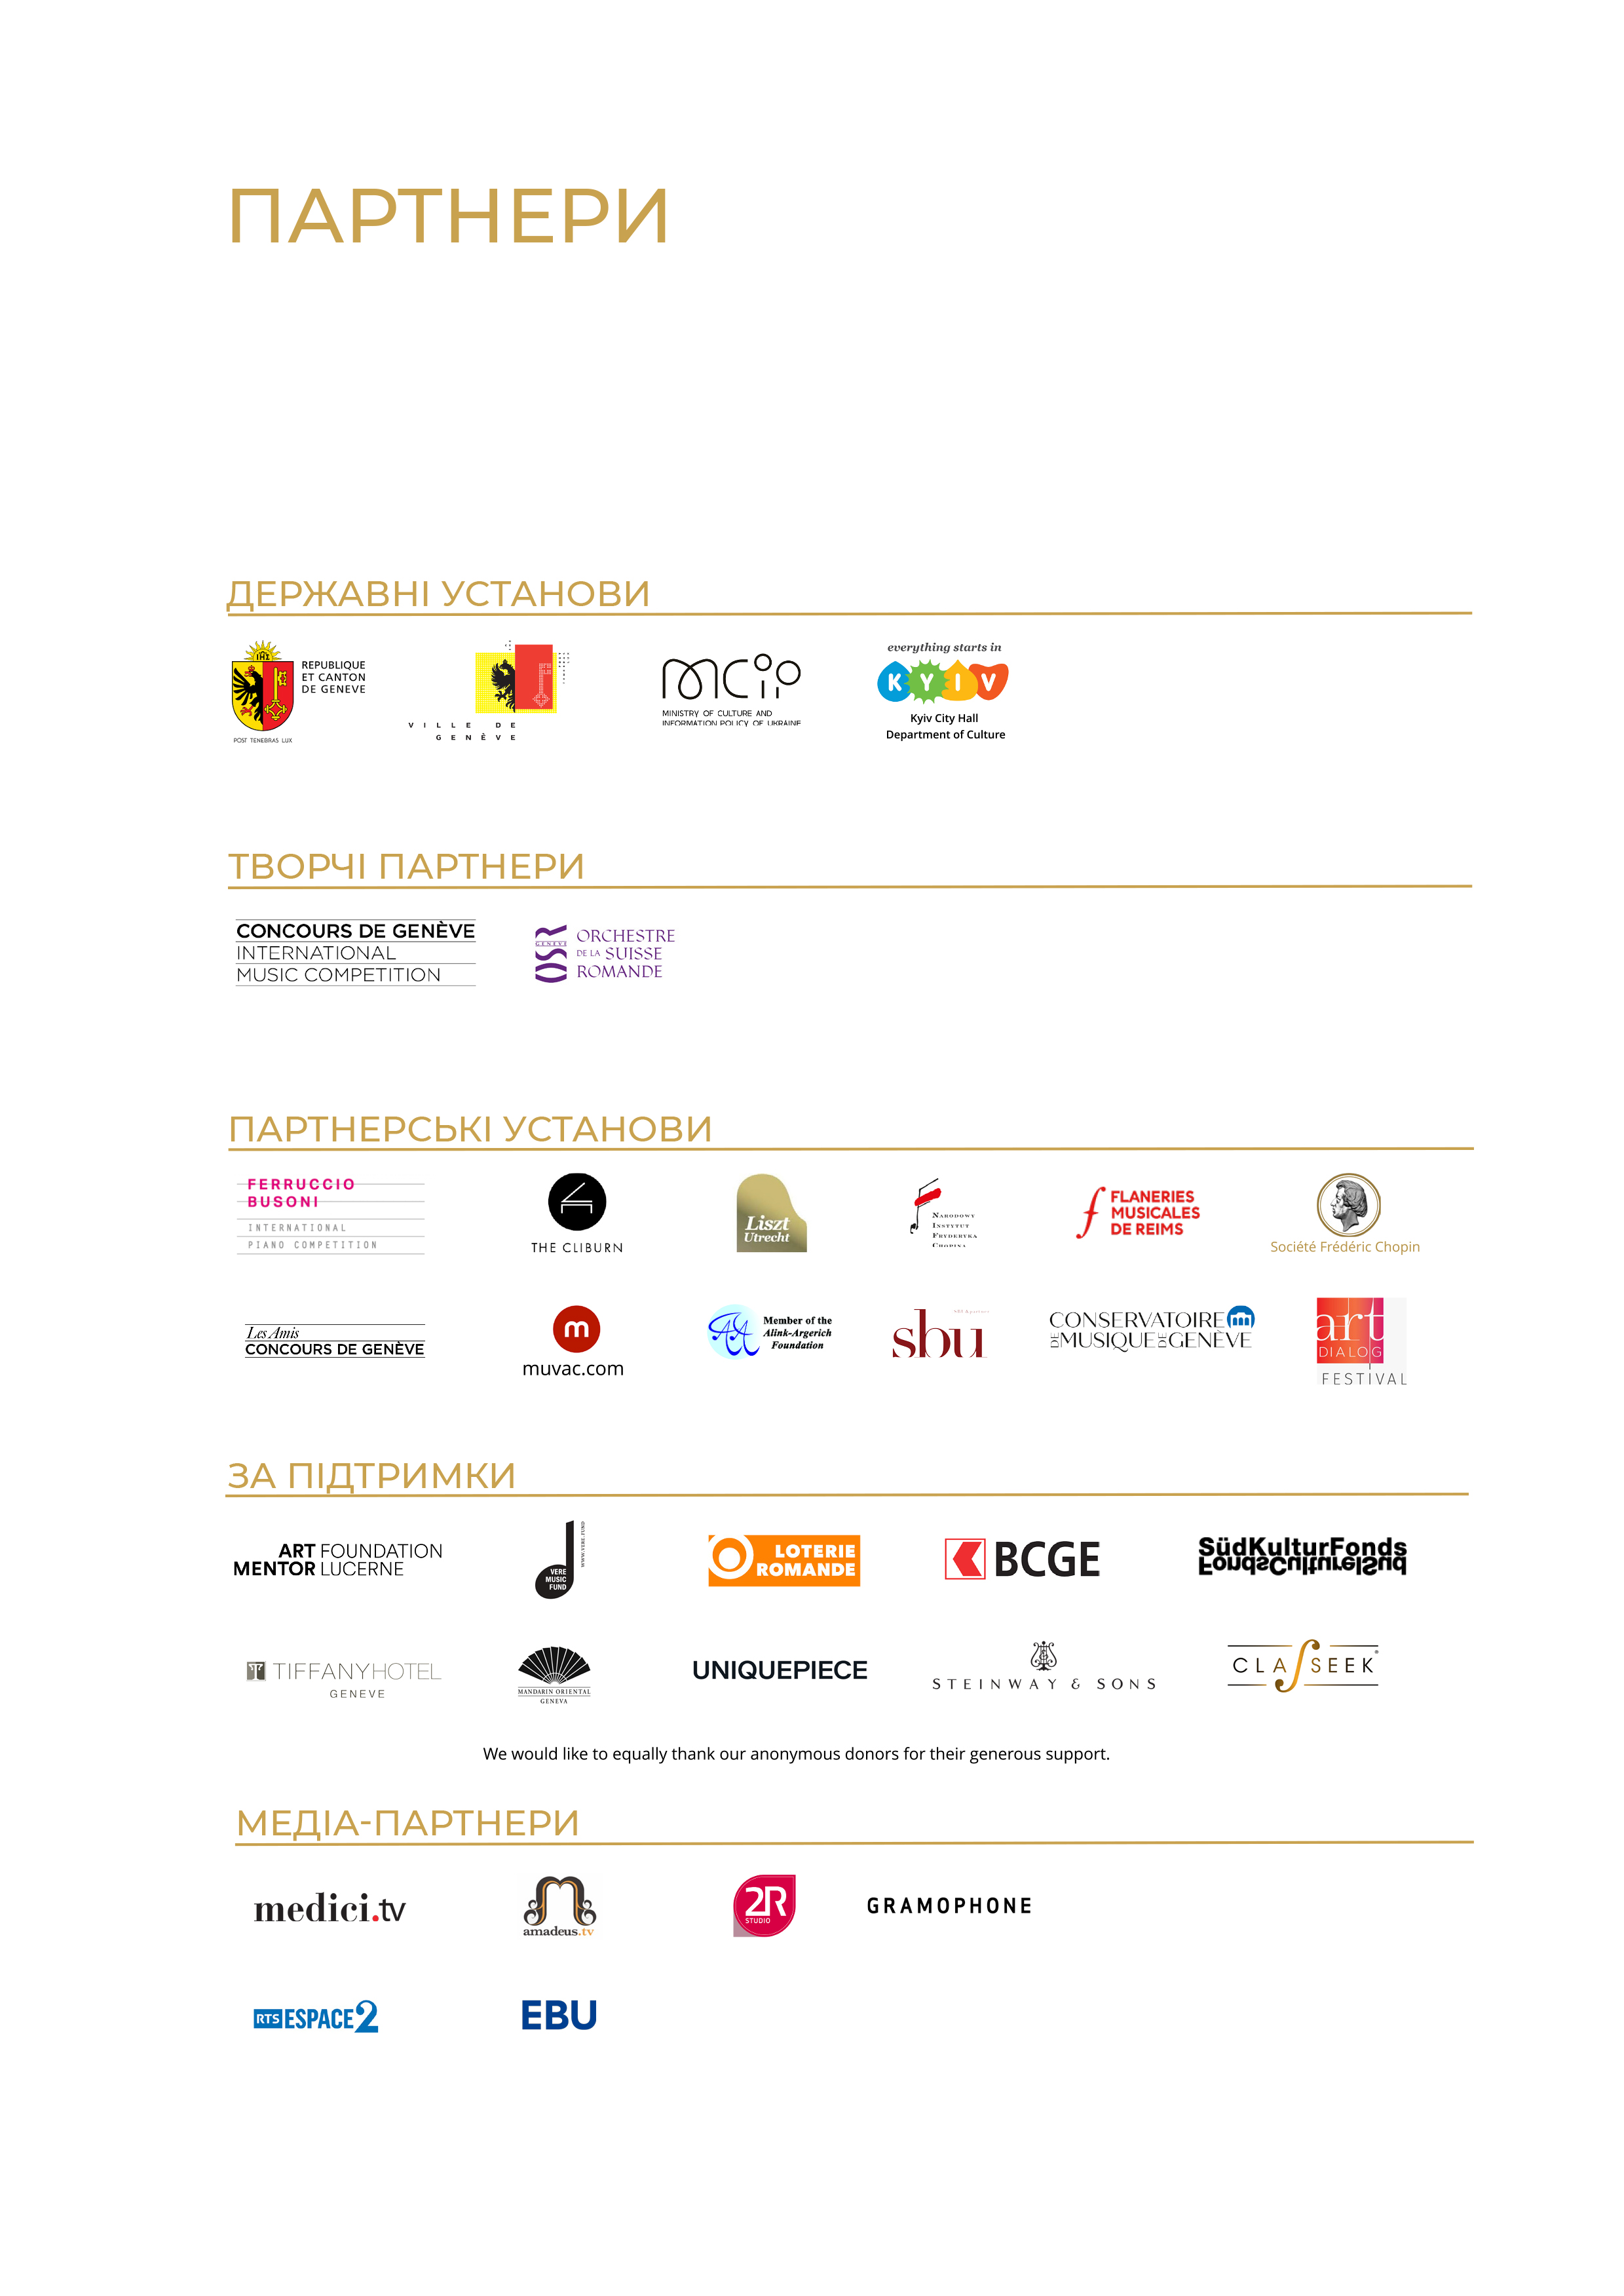 ПАРТНЕРИ
ДЕРЖАВНІ УСТАНОВИ
REPUBLIQUE
ET CANTON
DE GENEVE
POST TENEBRAS LUX
VILLE DE
GENÈVE
mcip
MINISTRY OF CULTURE AND
INFORMATION POLICY OF UKRAINE
everything starts in
KYIV
Kyiv City Hall
Department of Culture
ТВОРЧІ ПАРТНЕРИ
CONCOURS DE GENÈVE
INTERNATIONAL
MUSIC COMPETITION
OSR
GENEVE
ORCHESTRE
DE LA SUISSE
ROMANDE
ПАРТНЕРСЬКІ УСТАНОВИ
FERRUCCIO
BUSONI
INTERNATIONAL
PIANO COMPETITION
THE CLIBURN
Liszt
Utrecht
NARODOWY
INSTYTUT
FRYDERYKA
CHOPINA
FLANERIES
MUSICALES
DE REIMS
Société Frédéric Chopin
Les Amis
CONCOURS DE GENÈVE
m
muvac.com
Member of the
Alink-Argerich
Foundation
sbu
CONSERVATOIRE
DE MUSIQUE DE GENÈVE
art
DIALOG
FESTIVAL
ЗА ПІДТРИМКИ
ART FOUNDATION
MENTOR LUCERNE
WWW.VERE.FUND
VERE
MUSIC
FUND
LOTERIE
ROMANDE
BCGE
SüdKulturFonds
TIFFANYHOTEL
GENEVE
MANDARIN ORIENTAL
GENEVA
UNIQUEPIECE
STEINWAY & SONS
CLASSEEK
We would like to equally thank our anonymous donors for their generous support.
МЕДІА-ПАРТНЕРИ
medici.tv
amadeus.tv
2R
STUDIO
GRAMOPHONE
RTS ESPACE 2
EBU